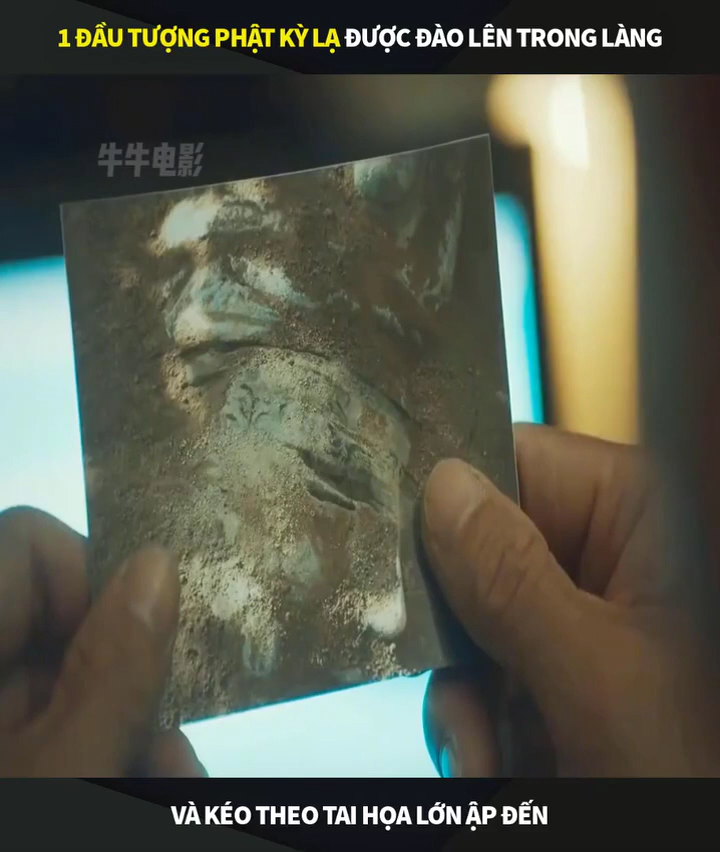 1 ĐẦU TƯỢNG PHẬT KỲ LẠ ĐƯỢC ĐÀO LÊN TRONG LÀNG
牛牛电影
VÀ KÉO THEO TAI HỌA LỚN ẬP ĐẾN